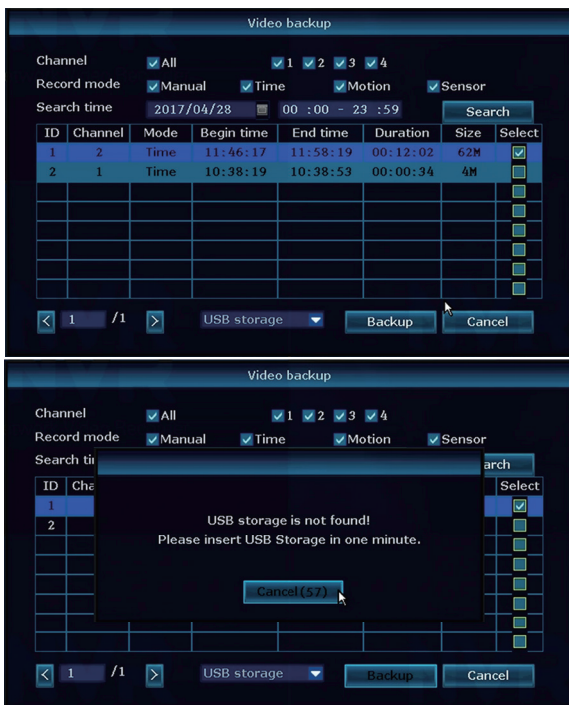 Video backup
Channel All 1 2 3 4
Record mode Manual Time Motion Sensor
Search time 2017/04/28 00 :00 - 23 :59 Search
ID Channel Mode Begin time End time Duration Size Select
1 2 Time 11:46:17 11:58:19 00:12:02 62M
2 1 Time 10:38:19 10:38:53 00:00:34 4M
< 1 /1 > USB storage Backup Cancel
Video backup
Channel All 1 2 3 4
Record mode Manual Time Motion Sensor
Search ti arch
ID Cha Select
1
2
USB storage is not found!
Please insert USB Storage in one minute.
Cancel(57)
< 1 /1 > USB storage Backup Cancel